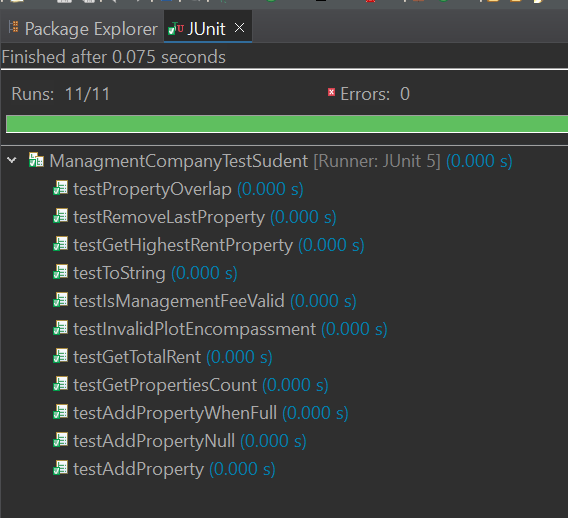 Package Explorer JUnit
Finished after 0.075 seconds
Runs: 11/11 Errors: 0
ManagmentCompanyTestSudent [Runner: JUnit 5] (0.000 s)
testPropertyOverlap (0.000 s)
testRemoveLastProperty (0.000 s)
testGetHighestRentProperty (0.000 s)
testToString (0.000 s)
testIsManagementFeeValid (0.000 s)
testInvalidPlotEncompassment (0.000 s)
testGetTotalRent (0.000 s)
testGetPropertiesCount (0.000 s)
testAddPropertyWhenFull (0.000 s)
testAddPropertyNull (0.000 s)
testAddProperty (0.000 s)